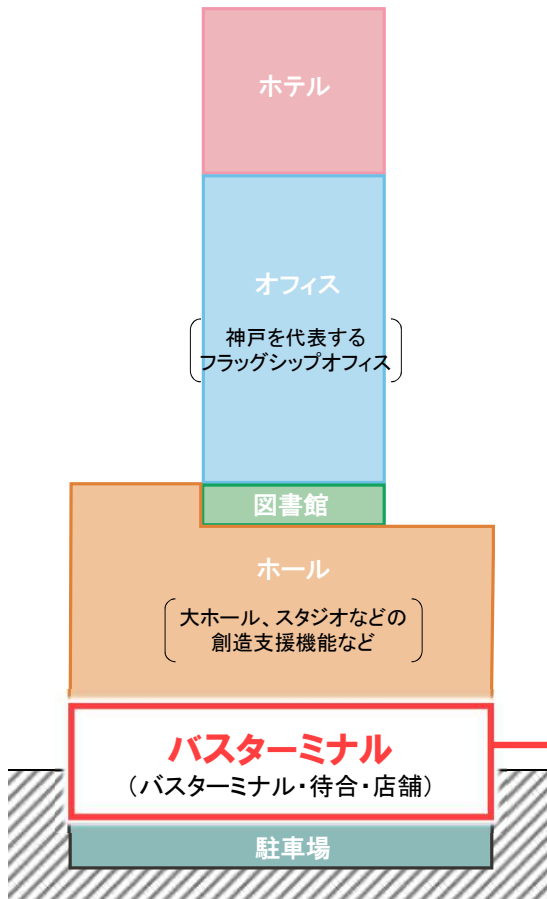 ホテル
オフィス
神戸を代表する
フラッグシップオフィス
図書館
ホール
大ホール、スタジオなどの
創造支援機能など
バスターミナル
（バスターミナル・待合・店舗）
駐車場